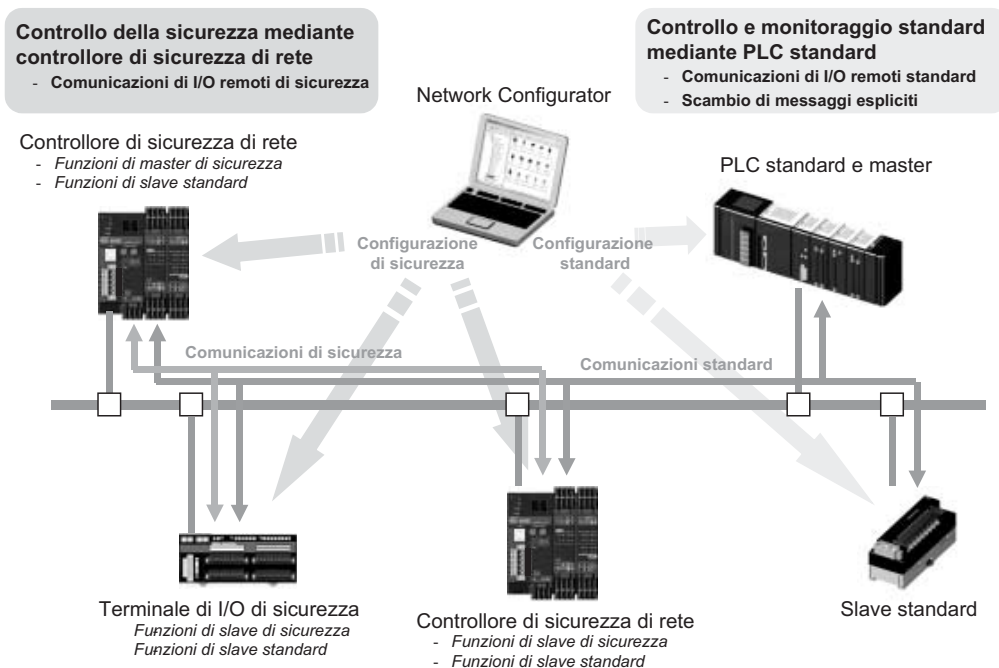 Controllo della sicurezza mediante
controllore di sicurezza di rete
- Comunicazioni di I/O remoti di sicurezza
Controllo e monitoraggio standard
mediante PLC standard
- Comunicazioni di I/O remoti standard
- Scambio di messaggi espliciti
Network Configurator
Controllore di sicurezza di rete
- Funzioni di master di sicurezza
- Funzioni di slave standard
PLC standard e master
Configurazione
di sicurezza
Configurazione
standard
Comunicazioni di sicurezza
Comunicazioni standard
Terminale di I/O di sicurezza
- Funzioni di slave di sicurezza
- Funzioni di slave standard
Controllore di sicurezza di rete
- Funzioni di slave di sicurezza
- Funzioni di slave standard
Slave standard